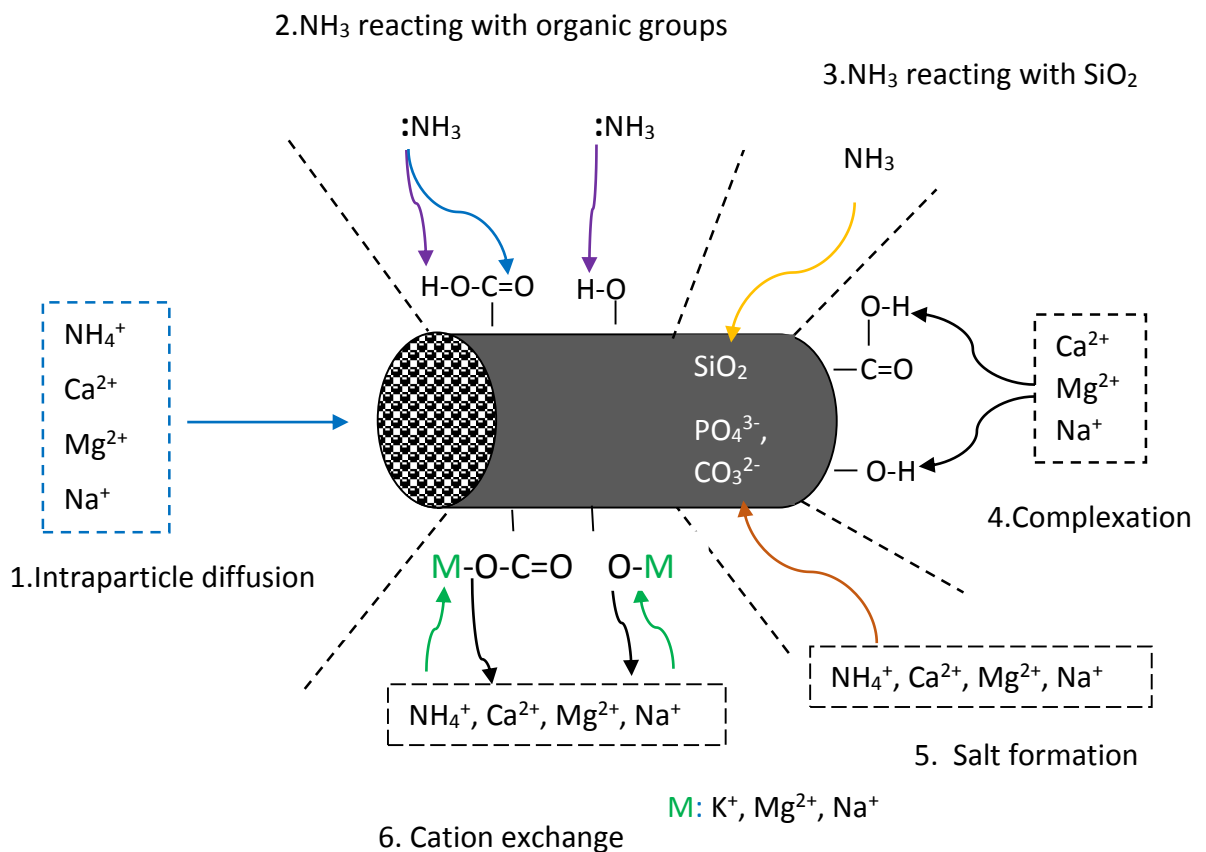 2.NH₃ reacting with organic groups
3.NH₃ reacting with SiO₂
:NH₃
:NH₃
NH₃
H-O-C=O
H-O
O-H
C=O
O-H
NH₄⁺
Ca²⁺
Mg²⁺
Na⁺
1.Intraparticle diffusion
SiO₂
PO₄³⁻,
CO₃²⁻
Ca²⁺
Mg²⁺
Na⁺
4.Complexation
M-O-C=O
O-M
NH₄⁺, Ca²⁺, Mg²⁺, Na⁺
NH₄⁺, Ca²⁺, Mg²⁺, Na⁺
5. Salt formation
M: K⁺, Mg²⁺, Na⁺
6. Cation exchange